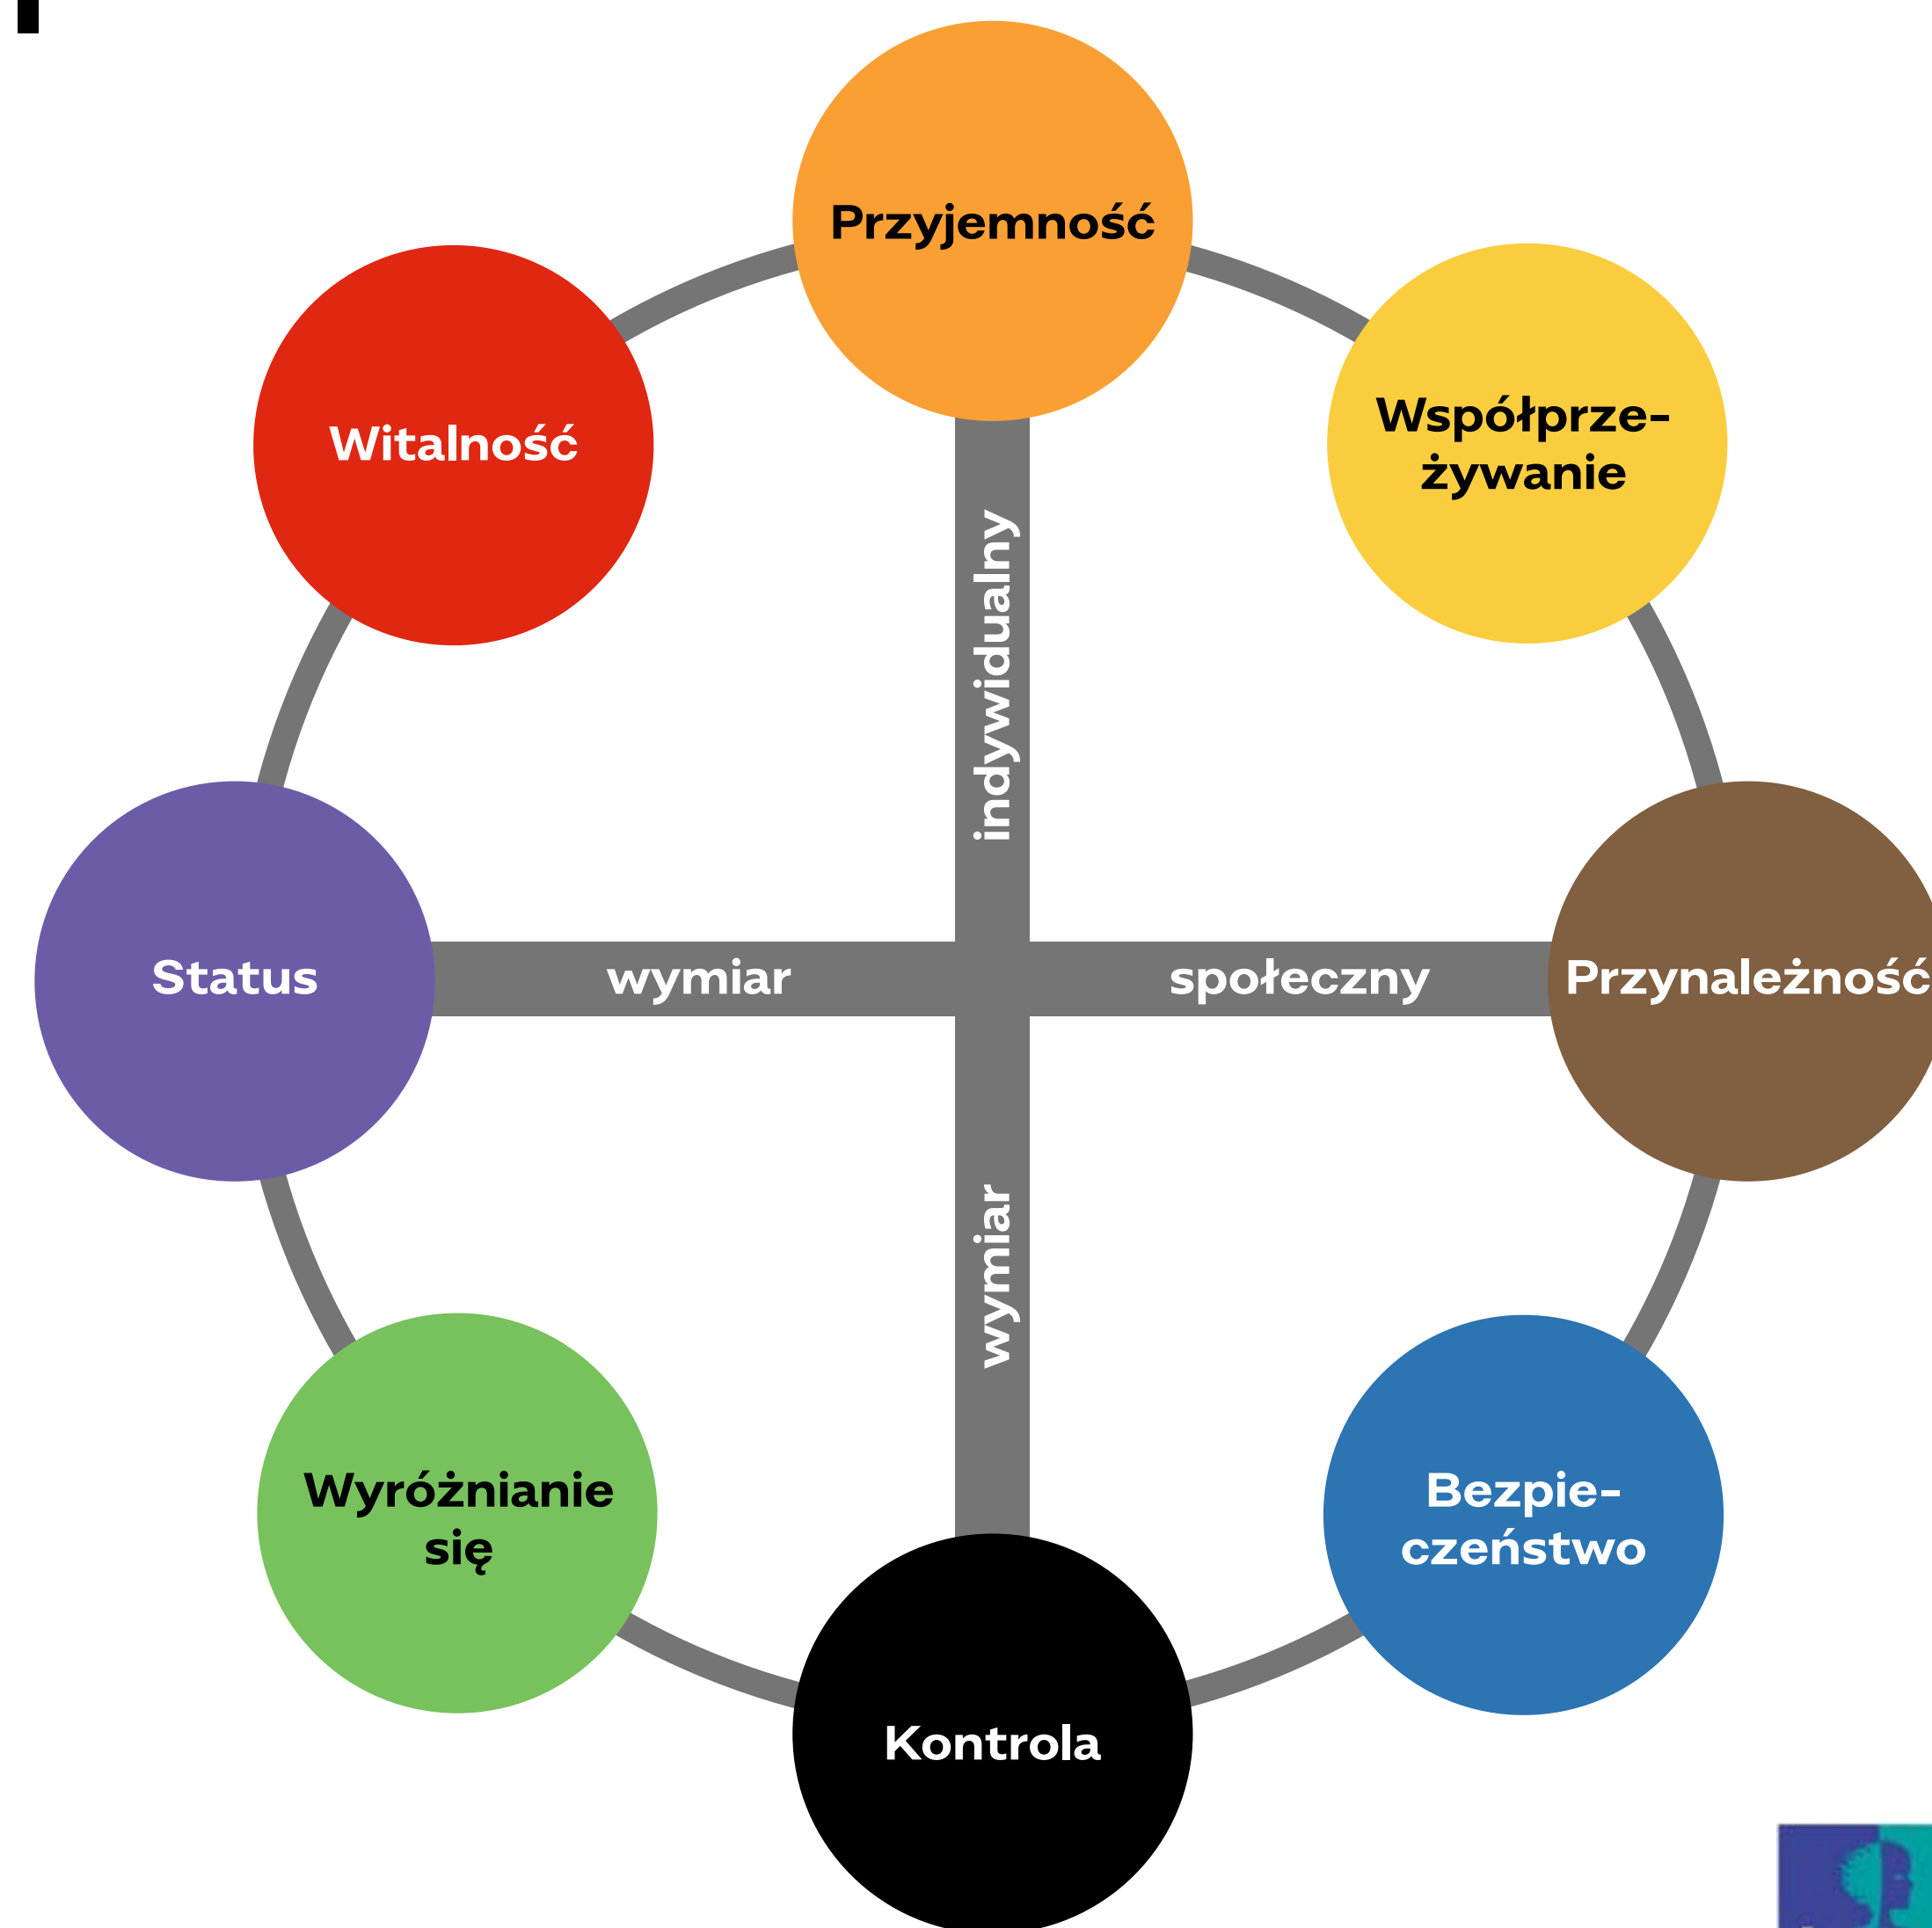 Przyjemność
Witalność
Współprze-
żywanie
indywidualny
Status
wymiar
społeczny
Przynależność
wymiar
Wyróżnianie
się
Bezpie-
czeństwo
Kontrola